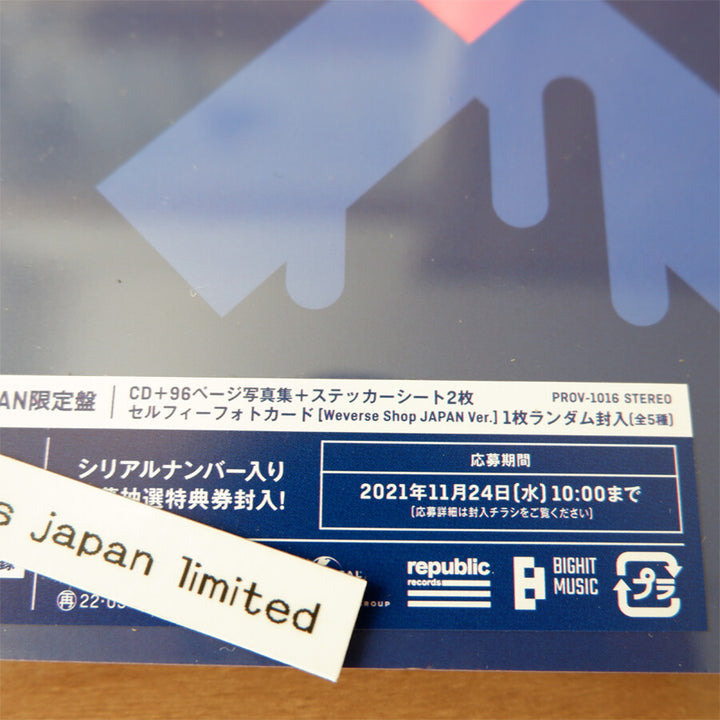 AN限定盤
CD＋96ページ写真集＋ステッカーシート2枚
PROV-1016 STEREO
セルフィーフォトカード [Weverse Shop JAPAN Ver.] 1枚ランダム封入(全5種)
シリアルナンバー入り
抽選特典券封入!
応募期間
2021年11月24日(水) 10:00まで
(応募詳細は封入チラシをご覧ください)
s japan limited
republic
records
BIGHIT
MUSIC
プラ
再 22·0